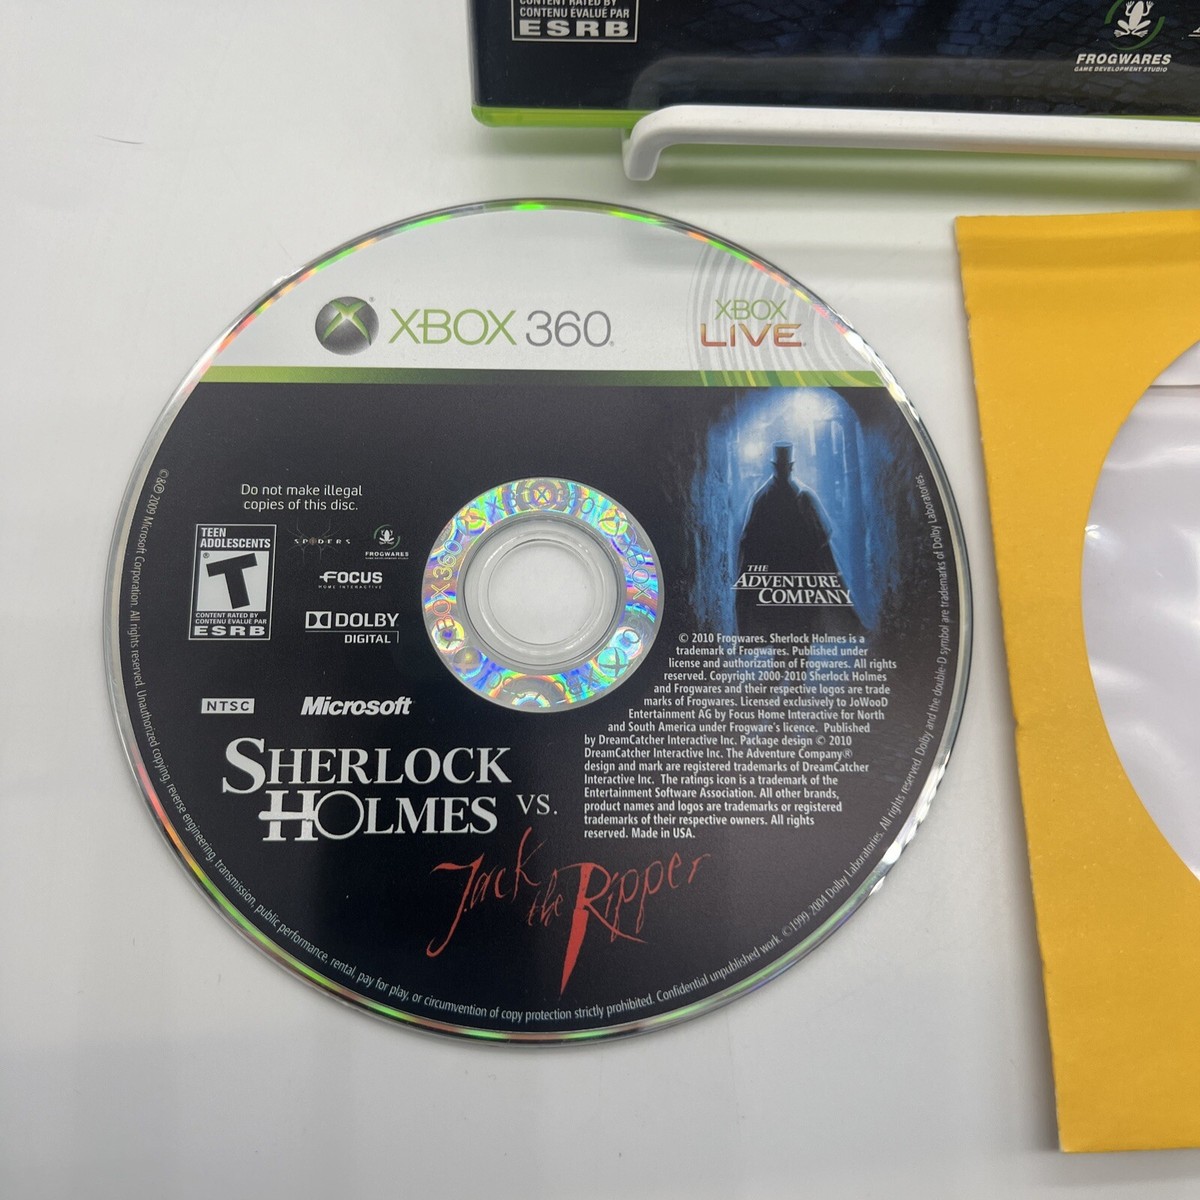 CONTENT RATED BY
CONTENU ÉVALUÉ PAR
ESRB
FROGWARES
GAME DEVELOPMENT STUDIO
XBOX 360
XBOX
LIVE
Do not make illegal
copies of this disc.
TEEN
ADOLESCENTS
T
CONTENT RATED BY
CONTENU ÉVALUÉ PAR
ESRB
SPIDERS
FROGWARES
GAME DEVELOPMENT STUDIO
FOCUS
HOME INTERACTIVE
DOLBY
DIGITAL
NTSC
Microsoft
THE
ADVENTURE
COMPANY
© 2010 Frogwares. Sherlock Holmes is a
trademark of Frogwares. Published under
license and authorization of Frogwares. All rights
reserved. Copyright 2000-2010 Sherlock Holmes
and Frogwares and their respective logos are trade
marks of Frogwares. Licensed exclusively to JoWooD
Entertainment AG by Focus Home Interactive for North
and South America under Frogware's licence. Published
by DreamCatcher Interactive Inc. Package design © 2010
DreamCatcher Interactive Inc. The Adventure Company®
design and mark are registered trademarks of DreamCatcher
Interactive Inc. The ratings icon is a trademark of the
Entertainment Software Association. All other brands,
product names and logos are trademarks or registered
trademarks of their respective owners. All rights
reserved. Made in USA.
SHERLOCK
HOLMES VS.
Jack
the Ripper
©&℗ 2009 Microsoft Corporation. All rights reserved. Unauthorized copying, reverse engineering, transmission, public performance, rental, pay for play, or circumvention of copy protection strictly prohibited. Confidential unpublished work. ©1999-2004 Dolby Laboratories. All rights reserved. Dolby and the double-D symbol are trademarks of Dolby Laboratories.